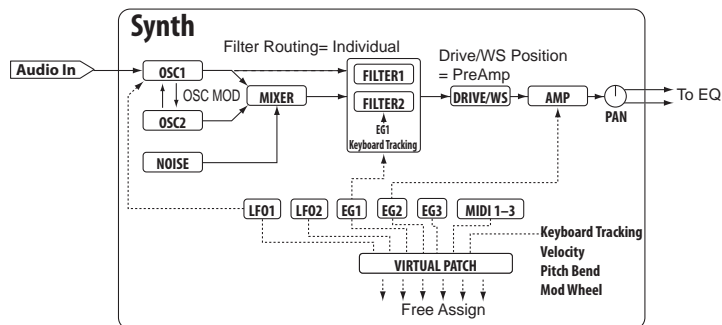 Synth
Filter Routing= Individual
Drive/WS Position
= PreAmp
Audio In
OSC1
OSC MOD
OSC2
NOISE
MIXER
FILTER1
FILTER2
EG1
Keyboard Tracking
DRIVE/WS
AMP
PAN
To EQ
LFO1
LFO2
EG1
EG2
EG3
MIDI 1–3
VIRTUAL PATCH
Keyboard Tracking
Velocity
Pitch Bend
Mod Wheel
Free Assign